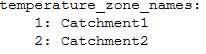 temperature_zone_names:
1: Catchment1
2: Catchment2